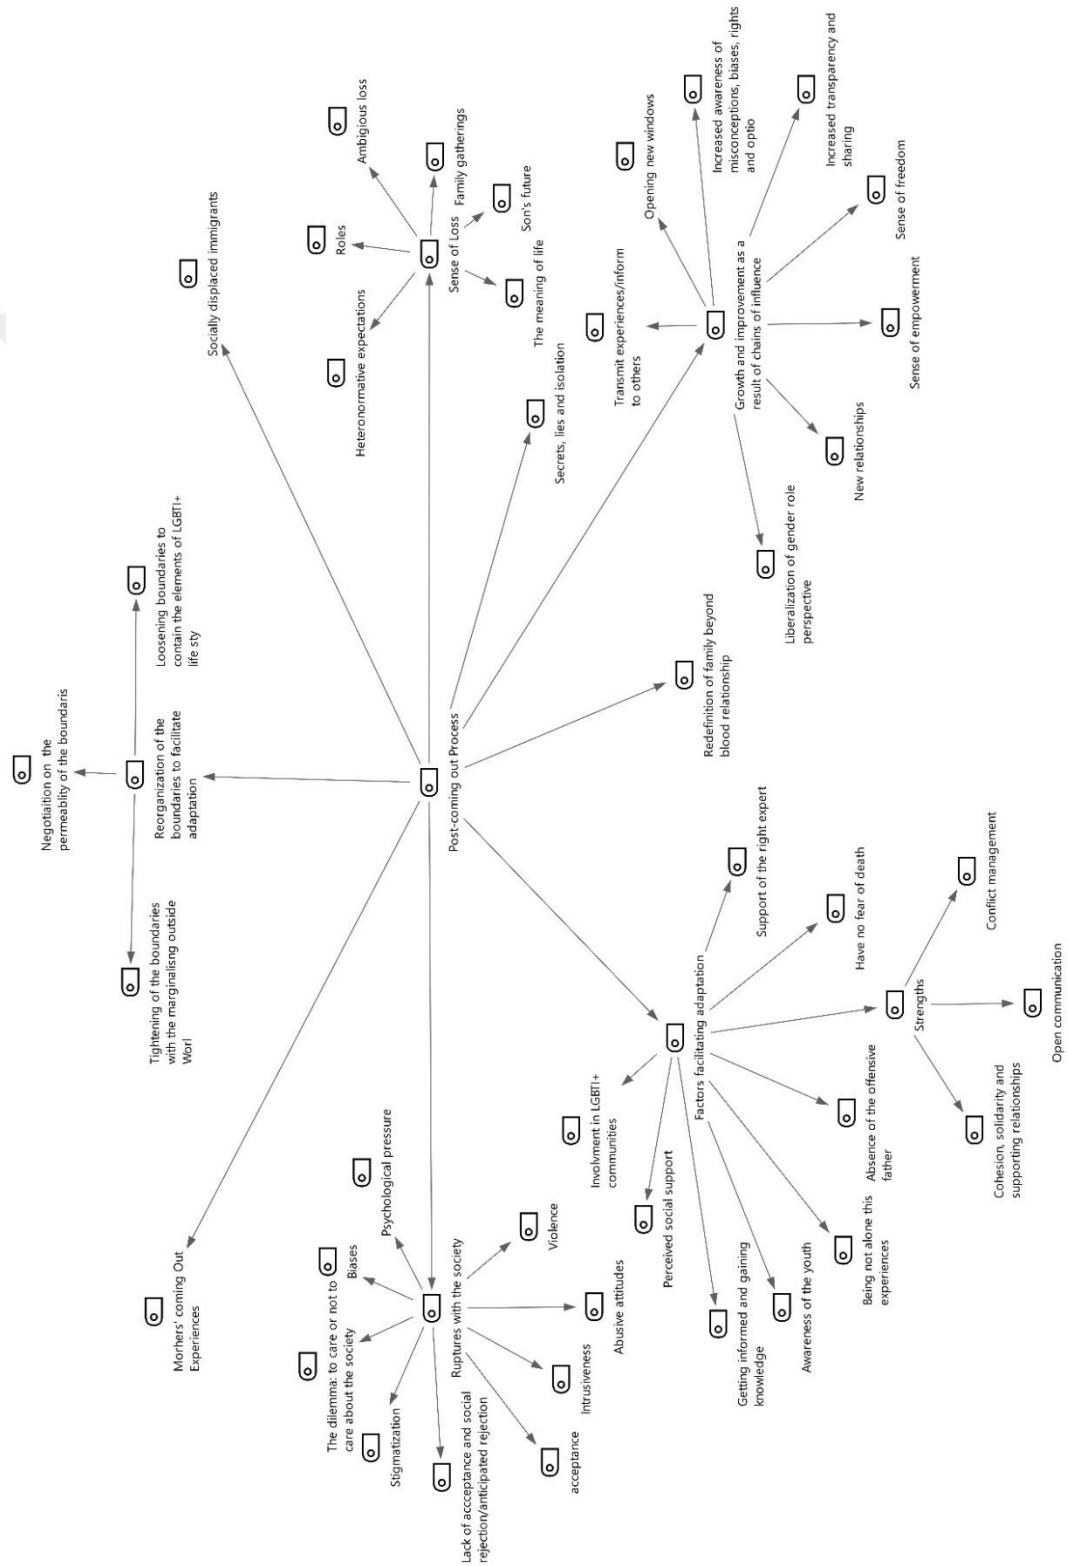 Negotiaition on the
permeablity of the boundaris
Tightening of the boundaries
with the marginalisng outside
Worl
Reorganization of the
boundaries to facilitate
adaptation
Loosening boundaries to
contain the elements of LGBTI+
life sty
Morhers' coming Out
Experiences
Socially displaced immigrants
The dilemma: to care or not to
care about the society
Biases
Psychological pressure
Stigmatization
Ruptures with the society
Lack of accceptance and social
rejection/anticipated rejection
acceptance
Intrusiveness
Abusive attitudes
Violence
Post-coming out Process
Heteronormative expectations
Roles
Ambigious loss
Sense of Loss
Family gatherings
The meaning of life
Son's future
Secrets, lies and isolation
Involvment in LGBTI+
communities
Perceived social support
Factors facilitating adaptation
Getting informed and gaining
knowledge
Awareness of the youth
Being not alone this
experiences
Absence of the offensive
father
Strengths
Have no fear of death
Support of the right expert
Cohesion, solidarity and
supporting relationships
Open communication
Conflict management
Redefinition of family beyond
blood relationship
Transmit experiences/inform
to others
Opening new windows
Increased awareness of
misconceptions, biases, rights
and optio
Growth and improvement as a
result of chains of influence
Liberalization of gender role
perspective
New relationships
Sense of empowerment
Sense of freedom
Increased transparency and
sharing